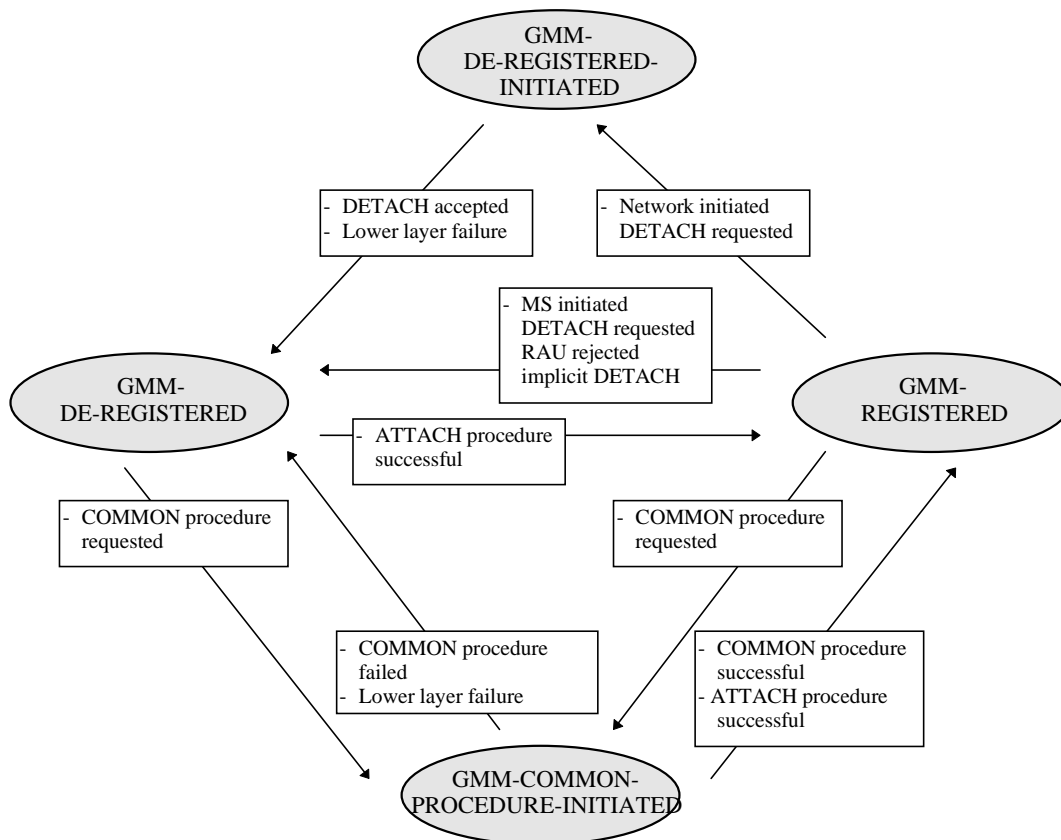 GMM-
DE-REGISTERED-
INITIATED
- DETACH accepted
- Lower layer failure
- Network initiated
DETACH requested
- MS initiated
DETACH requested
RAU rejected
implicit DETACH
GMM-
DE-REGISTERED
GMM-
REGISTERED
- ATTACH procedure
successful
- COMMON procedure
requested
- COMMON procedure
requested
- COMMON procedure
failed
- Lower layer failure
- COMMON procedure
successful
- ATTACH procedure
successful
GMM-COMMON-
PROCEDURE-INITIATED